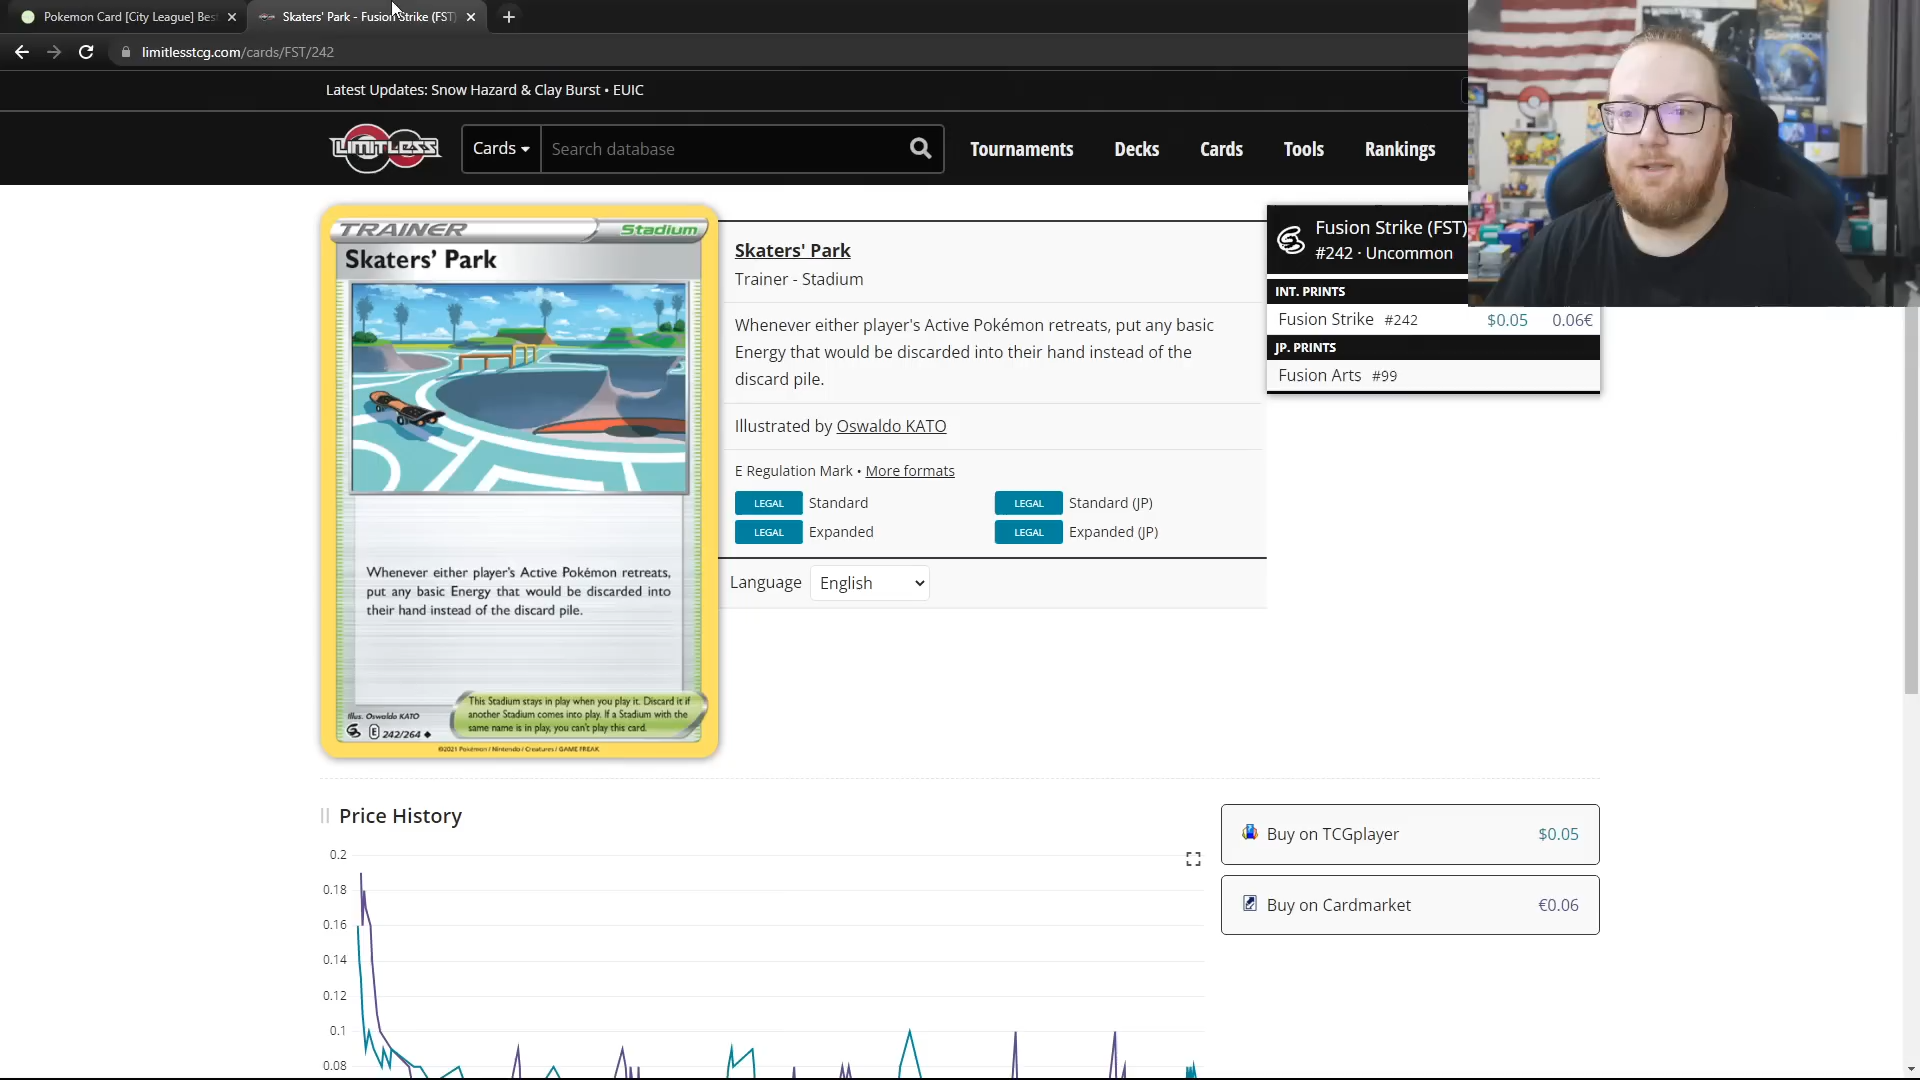 Pokemon Card [City League] Bes
Skaters' Park - Fusion Strike (FST)
limitlesstcg.com/cards/FST/242
Latest Updates: Snow Hazard & Clay Burst • EUIC
LIMITLESS
Cards
Search database
Tournaments
Decks
Cards
Tools
Rankings
TRAINER
Stadium
Skaters' Park
Whenever either player's Active Pokémon retreats,
put any basic Energy that would be discarded into
their hand instead of the discard pile.
This Stadium stays in play when you play it. Discard it if
another Stadium comes into play. If a Stadium with the
same name is in play, you can't play this card.
Illus. Oswaldo KATO
E 242/264
©2021 Pokémon / Nintendo / Creatures / GAME FREAK
Skaters' Park
Trainer - Stadium
Whenever either player's Active Pokémon retreats, put any basic
Energy that would be discarded into their hand instead of the
discard pile.
Illustrated by Oswaldo KATO
E Regulation Mark • More formats
LEGAL Standard
LEGAL Standard (JP)
LEGAL Expanded
LEGAL Expanded (JP)
Language English
Fusion Strike (FST)
#242 · Uncommon
INT. PRINTS
Fusion Strike #242 $0.05 0.06€
JP. PRINTS
Fusion Arts #99
Price History
0.2
0.18
0.16
0.14
0.12
0.1
0.08
Buy on TCGplayer $0.05
Buy on Cardmarket €0.06